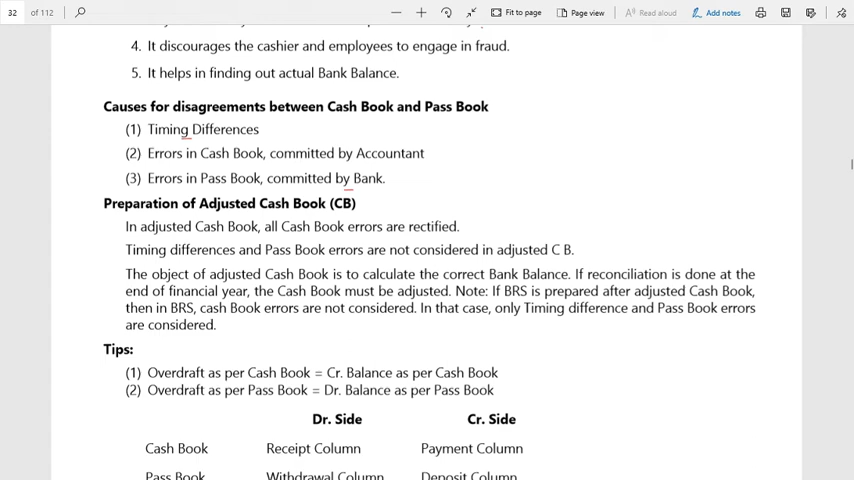 32 of 112
Fit to page
Page view
Read aloud
Add notes
4. It discourages the cashier and employees to engage in fraud.
5. It helps in finding out actual Bank Balance.
Causes for disagreements between Cash Book and Pass Book
(1) Timing Differences
(2) Errors in Cash Book, committed by Accountant
(3) Errors in Pass Book, committed by Bank.
Preparation of Adjusted Cash Book (CB)
In adjusted Cash Book, all Cash Book errors are rectified.
Timing differences and Pass Book errors are not considered in adjusted C B.
The object of adjusted Cash Book is to calculate the correct Bank Balance. If reconciliation is done at the
end of financial year, the Cash Book must be adjusted. Note: If BRS is prepared after adjusted Cash Book,
then in BRS, cash Book errors are not considered. In that case, only Timing difference and Pass Book errors
are considered.
Tips:
(1) Overdraft as per Cash Book = Cr. Balance as per Cash Book
(2) Overdraft as per Pass Book = Dr. Balance as per Pass Book
Dr. Side Cr. Side
Cash Book Receipt Column Payment Column
Pass Book Withdrawal Column Deposit Column